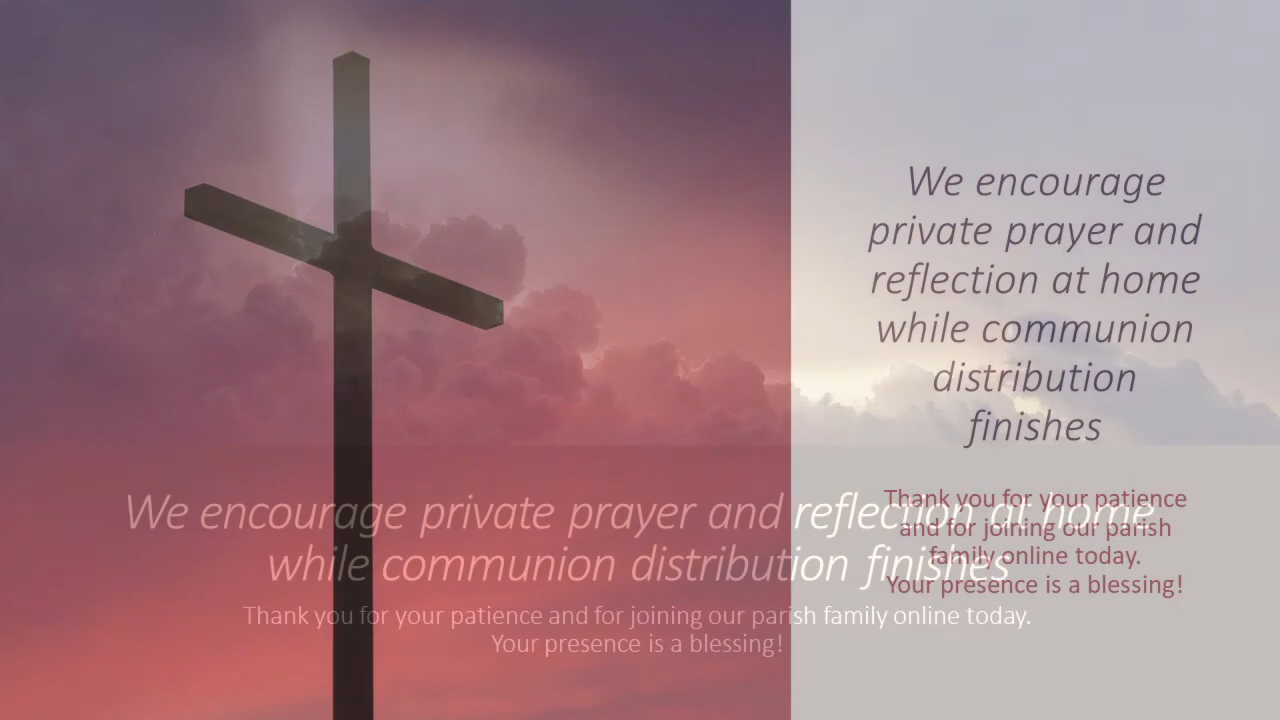 We encourage
private prayer and
reflection at home
while communion
distribution
finishes
Thank you for your patience
and for joining our parish
family online today.
Your presence is a blessing!
We encourage private prayer and reflection at home
while communion distribution finishes
Thank you for your patience and for joining our parish family online today.
Your presence is a blessing!